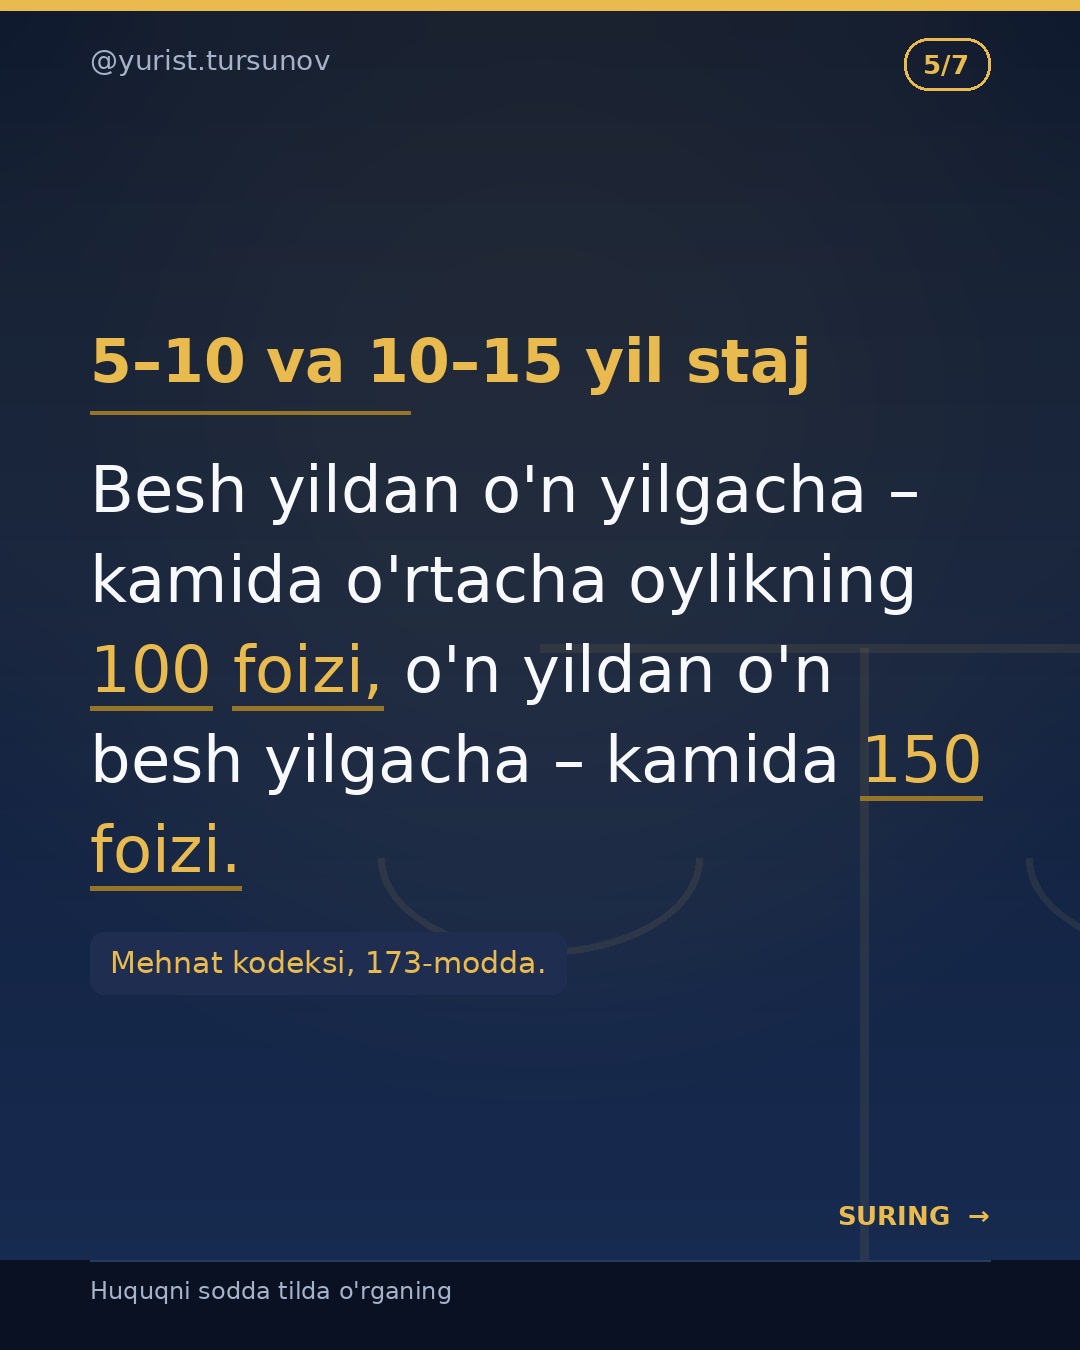 @yurist.tursunov
5/7
5–10 va 10–15 yil staj
Besh yildan o'n yilgacha –
kamida o'rtacha oylikning
100 foizi, o'n yildan o'n
besh yilgacha – kamida 150
foizi.
Mehnat kodeksi, 173-modda.
SURING →
Huquqni sodda tilda o'rganing